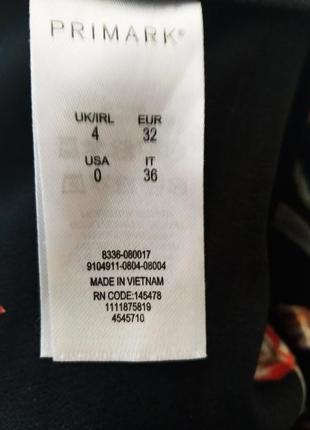 PRIMARK®
UK/IRL EUR
4 32
USA IT
0 36
8336-080017
9104911-0804-08004
MADE IN VIETNAM
RN CODE:145478
1111875819
4545710